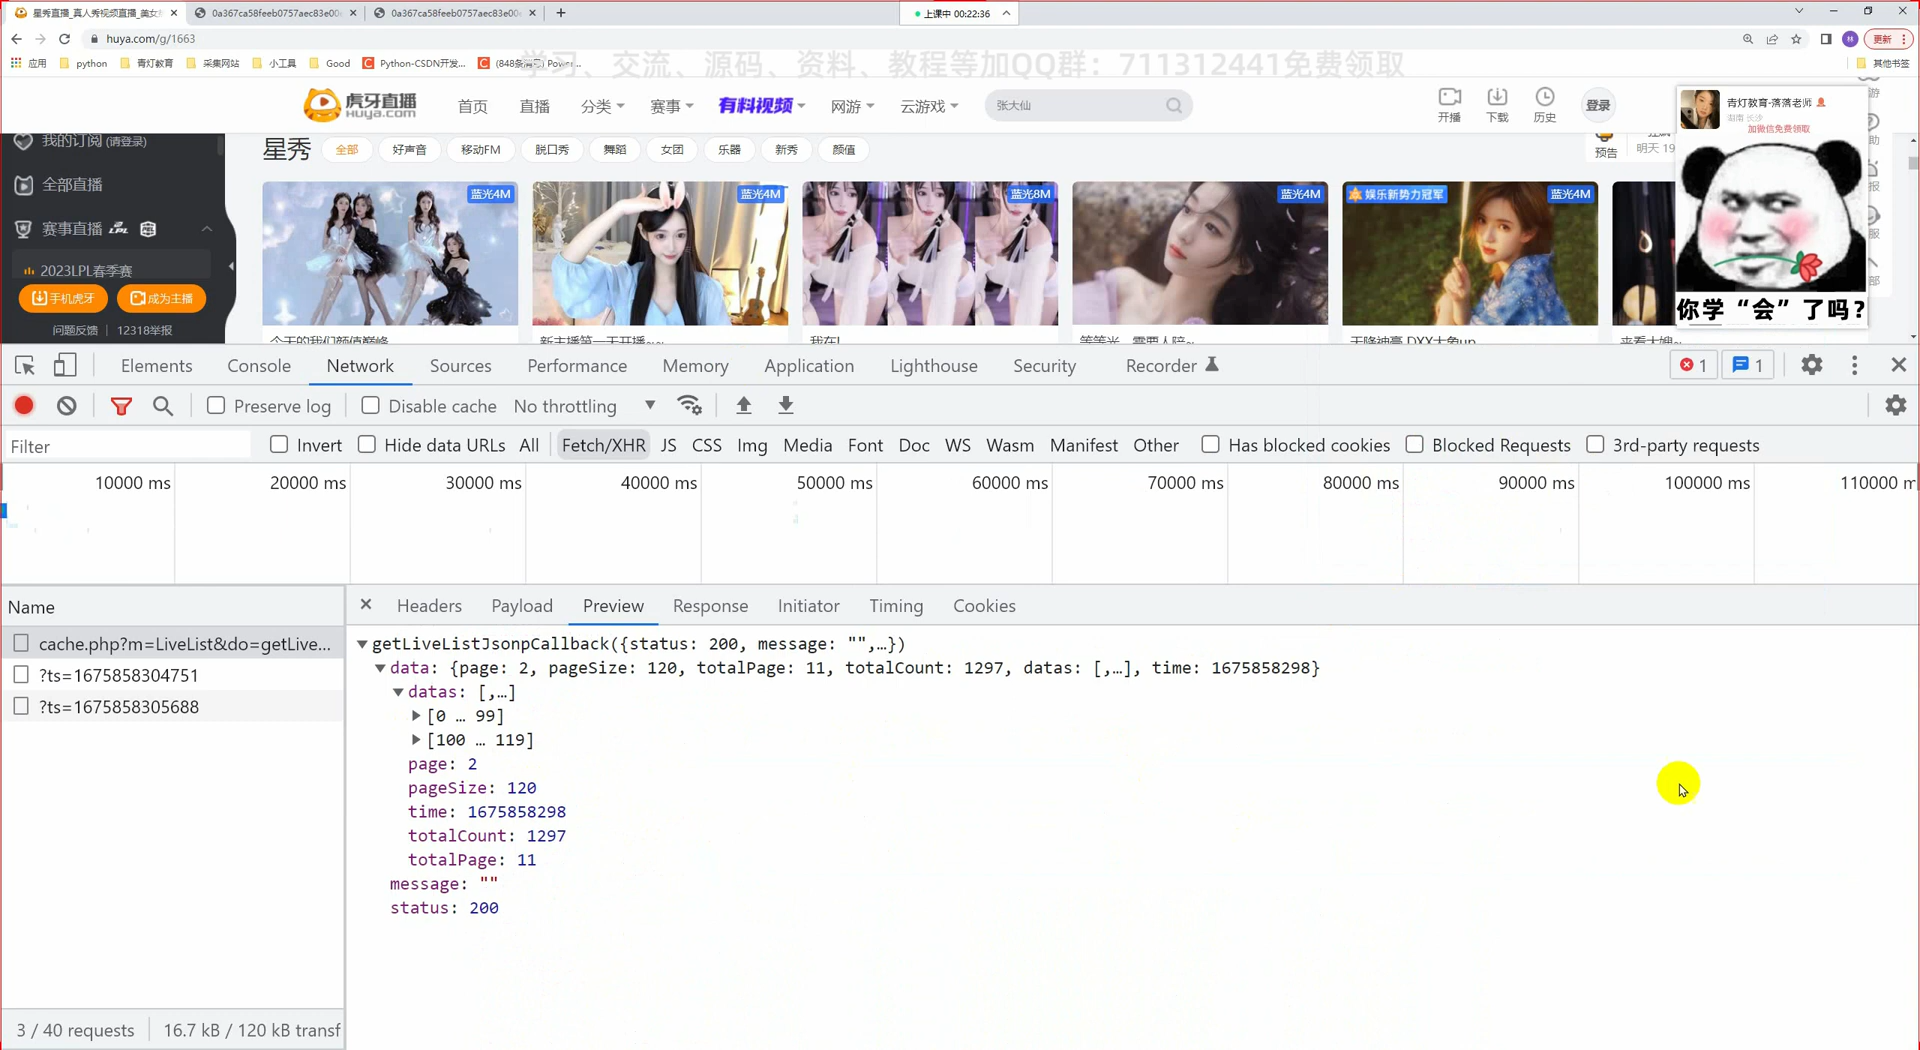 星秀直播_真人秀视频直播_美女
0a367ca58feeb0757aec83e00
0a367ca58feeb0757aec83e00
上课中 00:22:36
huya.com/g/1663
更新
应用
python
青灯教育
采集网站
小工具
Good
Python-CSDN开发...
其他书签
学习、交流、源码、资料、教程等加QQ群：711312441免费领取
虎牙直播
HUYA.com
首页
直播
分类
赛事
有料视频
网游
云游戏
张大仙
开播
下载
历史
登录
青灯教育-落落老师
湖南 长沙
加微信免费领取
你学“会”了吗?
我的订阅 (请登录)
全部直播
赛事直播
2023LPL春季赛
手机虎牙
成为主播
问题反馈
12318举报
星秀
全部
好声音
移动FM
脱口秀
舞蹈
女团
乐器
新秀
颜值
预告
明天 19
蓝光4M
蓝光4M
蓝光8M
蓝光4M
娱乐新势力冠军
蓝光4M
Elements
Console
Network
Sources
Performance
Memory
Application
Lighthouse
Security
Recorder
1
1
Preserve log
Disable cache
No throttling
Filter
Invert
Hide data URLs
All
Fetch/XHR
JS
CSS
Img
Media
Font
Doc
WS
Wasm
Manifest
Other
Has blocked cookies
Blocked Requests
3rd-party requests
10000 ms
20000 ms
30000 ms
40000 ms
50000 ms
60000 ms
70000 ms
80000 ms
90000 ms
100000 ms
110000 m
Name
cache.php?m=LiveList&do=getLive...
?ts=1675858304751
?ts=1675858305688
3 / 40 requests
16.7 kB / 120 kB transf
Headers
Payload
Preview
Response
Initiator
Timing
Cookies
getLiveListJsonpCallback({status: 200, message: "",…})
data: {page: 2, pageSize: 120, totalPage: 11, totalCount: 1297, datas: [,…], time: 1675858298}
datas: [,…]
[0 … 99]
[100 … 119]
page: 2
pageSize: 120
time: 1675858298
totalCount: 1297
totalPage: 11
message: ""
status: 200